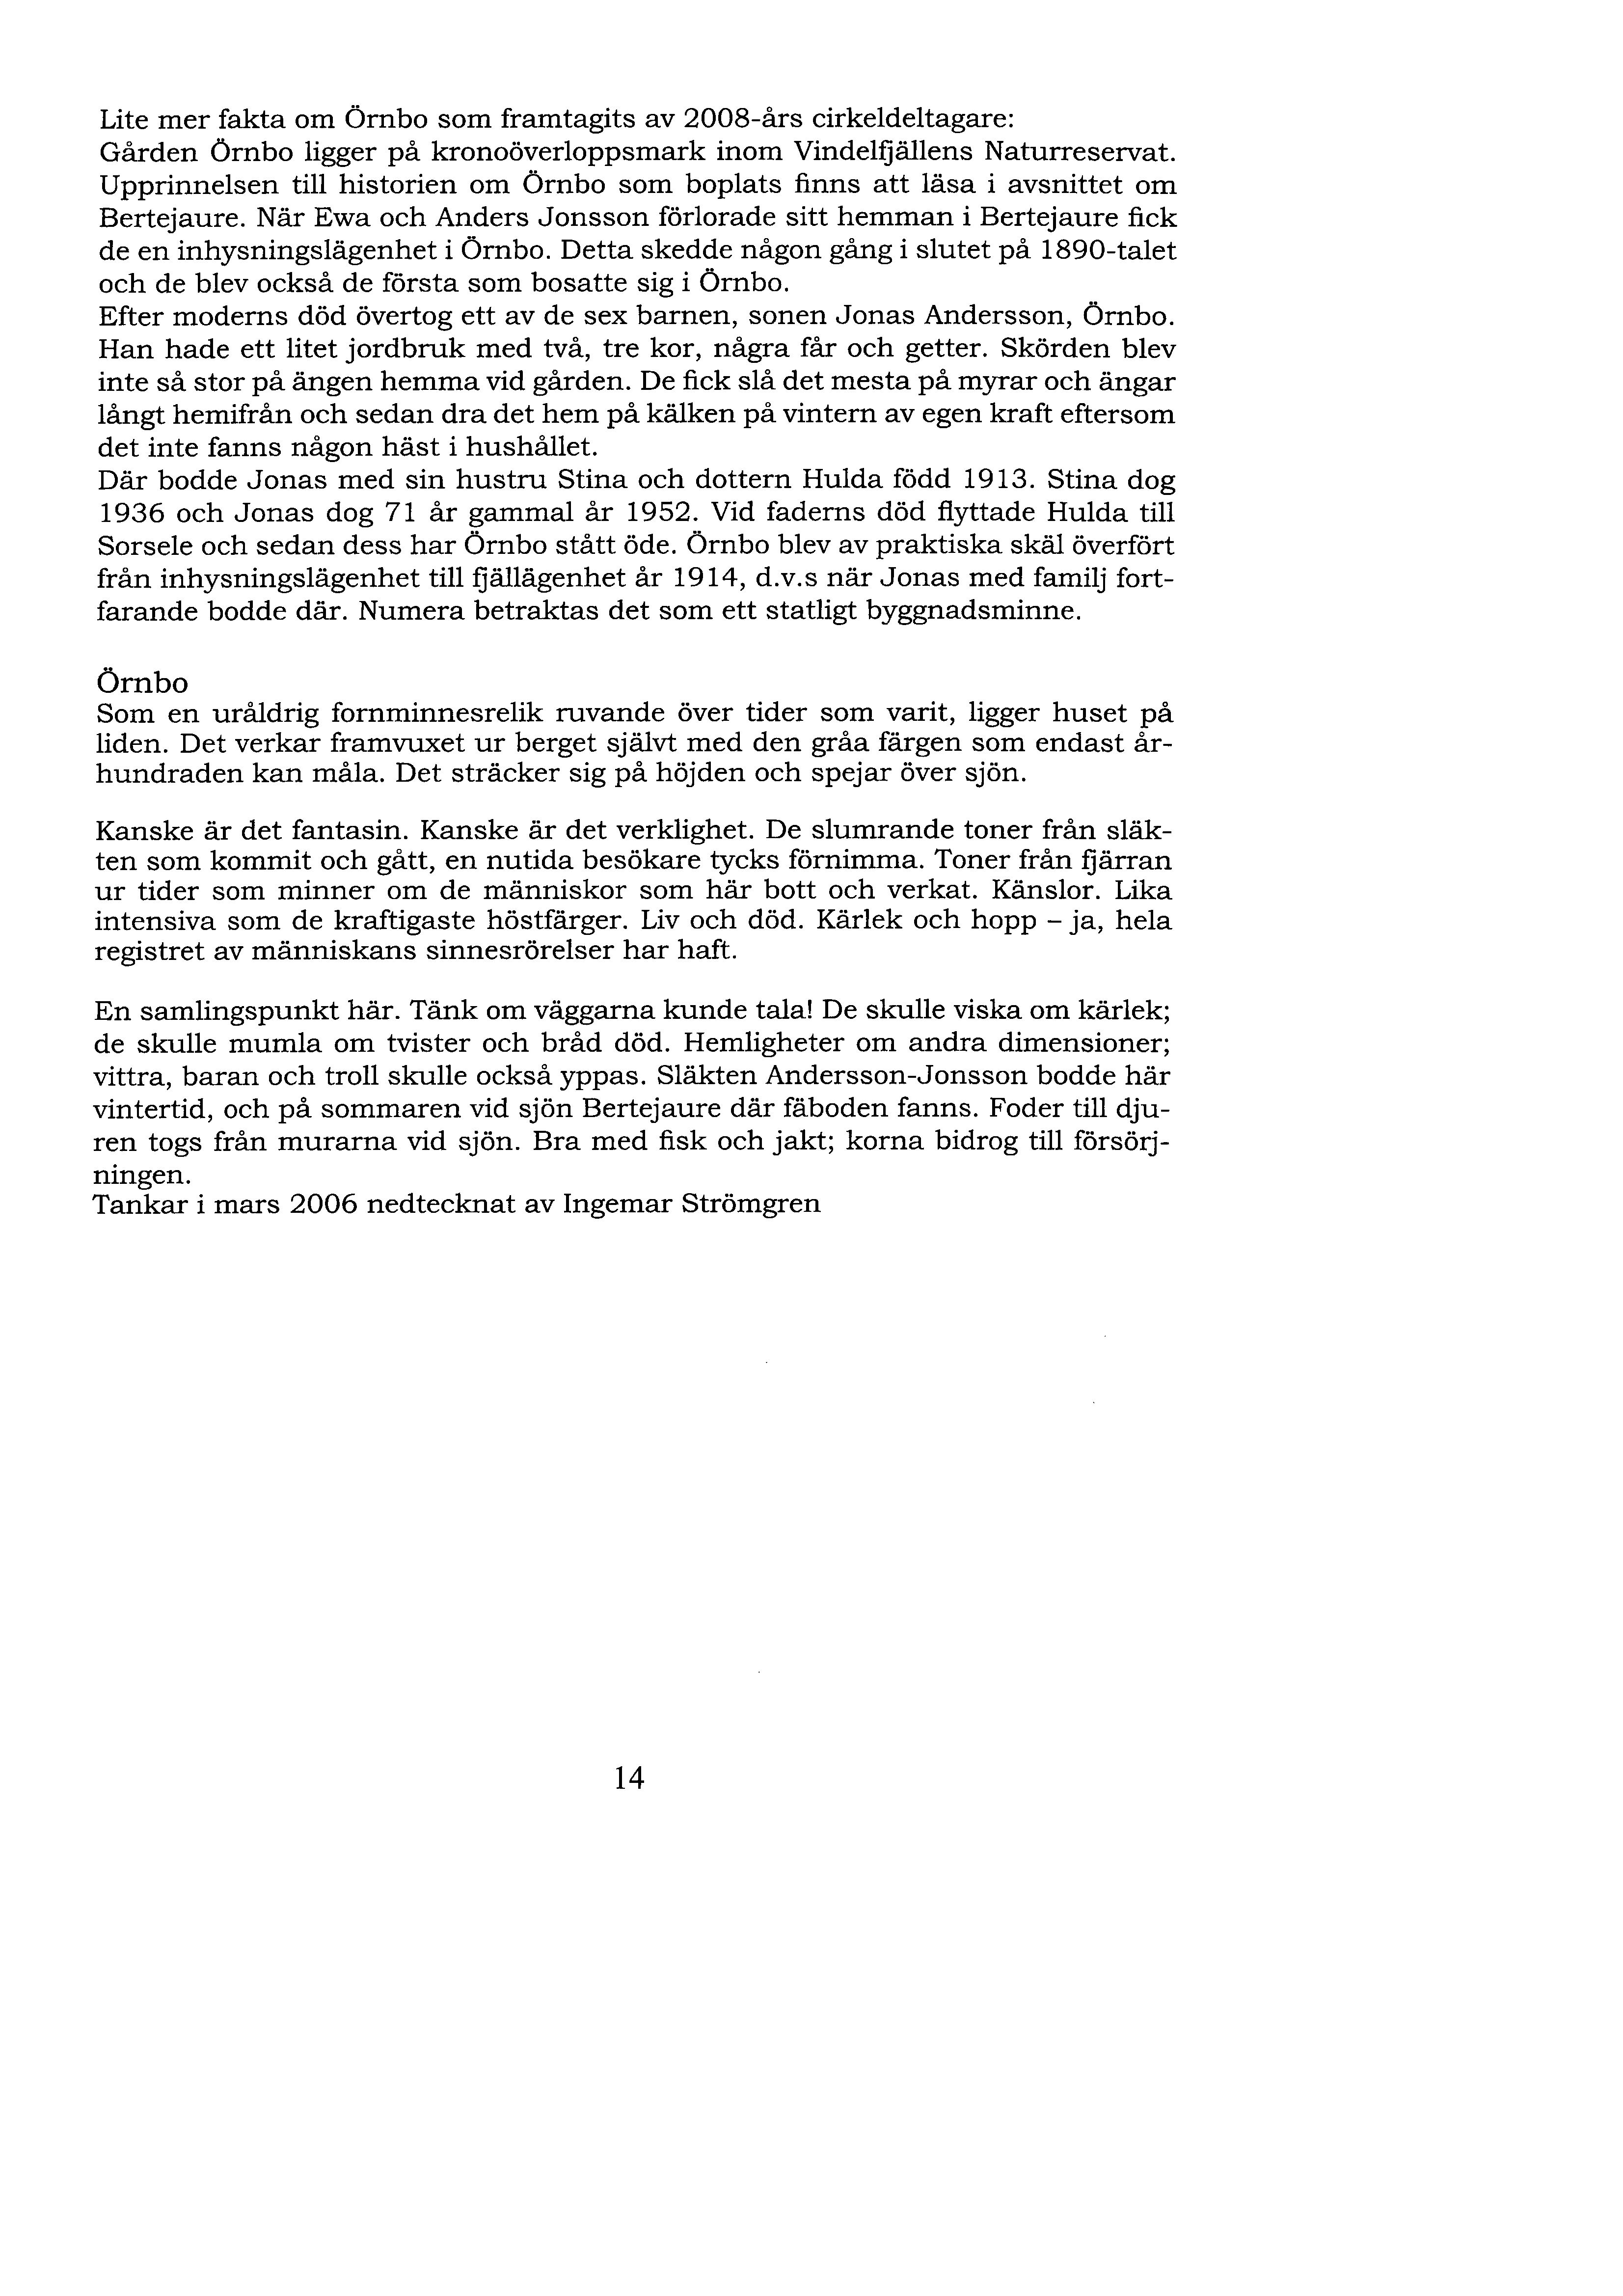 Lite mer fakta om Örnbo som framtagits av 2008-års cirkeldeltagare:
Gården Örnbo ligger på kronoöverloppsmark inom Vindelfjällens Naturreservat.
Upprinnelsen till historien om Örnbo som boplats finns att läsa i avsnittet om
Bertejaure. När Ewa och Anders Jonsson förlorade sitt hemman i Bertejaure fick
de en inhysningslägenhet i Örnbo. Detta skedde någon gång i slutet på 1890-talet
och de blev också de första som bosatte sig i Örnbo.
Efter moderns död övertog ett av de sex barnen, sonen Jonas Andersson, Örnbo.
Han hade ett litet jordbruk med två, tre kor, några får och getter. Skörden blev
inte så stor på ängen hemma vid gården. De fick slå det mesta på myrar och ängar
långt hemifrån och sedan dra det hem på kälken på vintern av egen kraft eftersom
det inte fanns någon häst i hushållet.
Där bodde Jonas med sin hustru Stina och dottern Hulda född 1913. Stina dog
1936 och Jonas dog 71 år gammal år 1952. Vid faderns död flyttade Hulda till
Sorsele och sedan dess har Örnbo stått öde. Örnbo blev av praktiska skäl överfört
från inhysningslägenhet till fjällägenhet år 1914, d.v.s när Jonas med familj fort-
farande bodde där. Numera betraktas det som ett statligt byggnadsminne.
Örnbo
Som en uråldrig fornminnesrelik ruvande över tider som varit, ligger huset på
liden. Det verkar framvuxet ur berget självt med den gråa färgen som endast år-
hundraden kan måla. Det sträcker sig på höjden och spejar över sjön.
Kanske är det fantasin. Kanske är det verklighet. De slumrande toner från släk-
ten som kommit och gått, en nutida besökare tycks förnimma. Toner från fjärran
ur tider som minner om de människor som här bott och verkat. Känslor. Lika
intensiva som de kraftigaste höstfärger. Liv och död. Kärlek och hopp – ja, hela
registret av människans sinnesrörelser har haft.
En samlingspunkt här. Tänk om väggarna kunde tala! De skulle viska om kärlek;
de skulle mumla om tvister och bråd död. Hemligheter om andra dimensioner;
vittra, baran och troll skulle också yppas. Släkten Andersson-Jonsson bodde här
vintertid, och på sommaren vid sjön Bertejaure där fäboden fanns. Foder till dju-
ren togs från murarna vid sjön. Bra med fisk och jakt; korna bidrog till försörj-
ningen.
Tankar i mars 2006 nedtecknat av Ingemar Strömgren
14